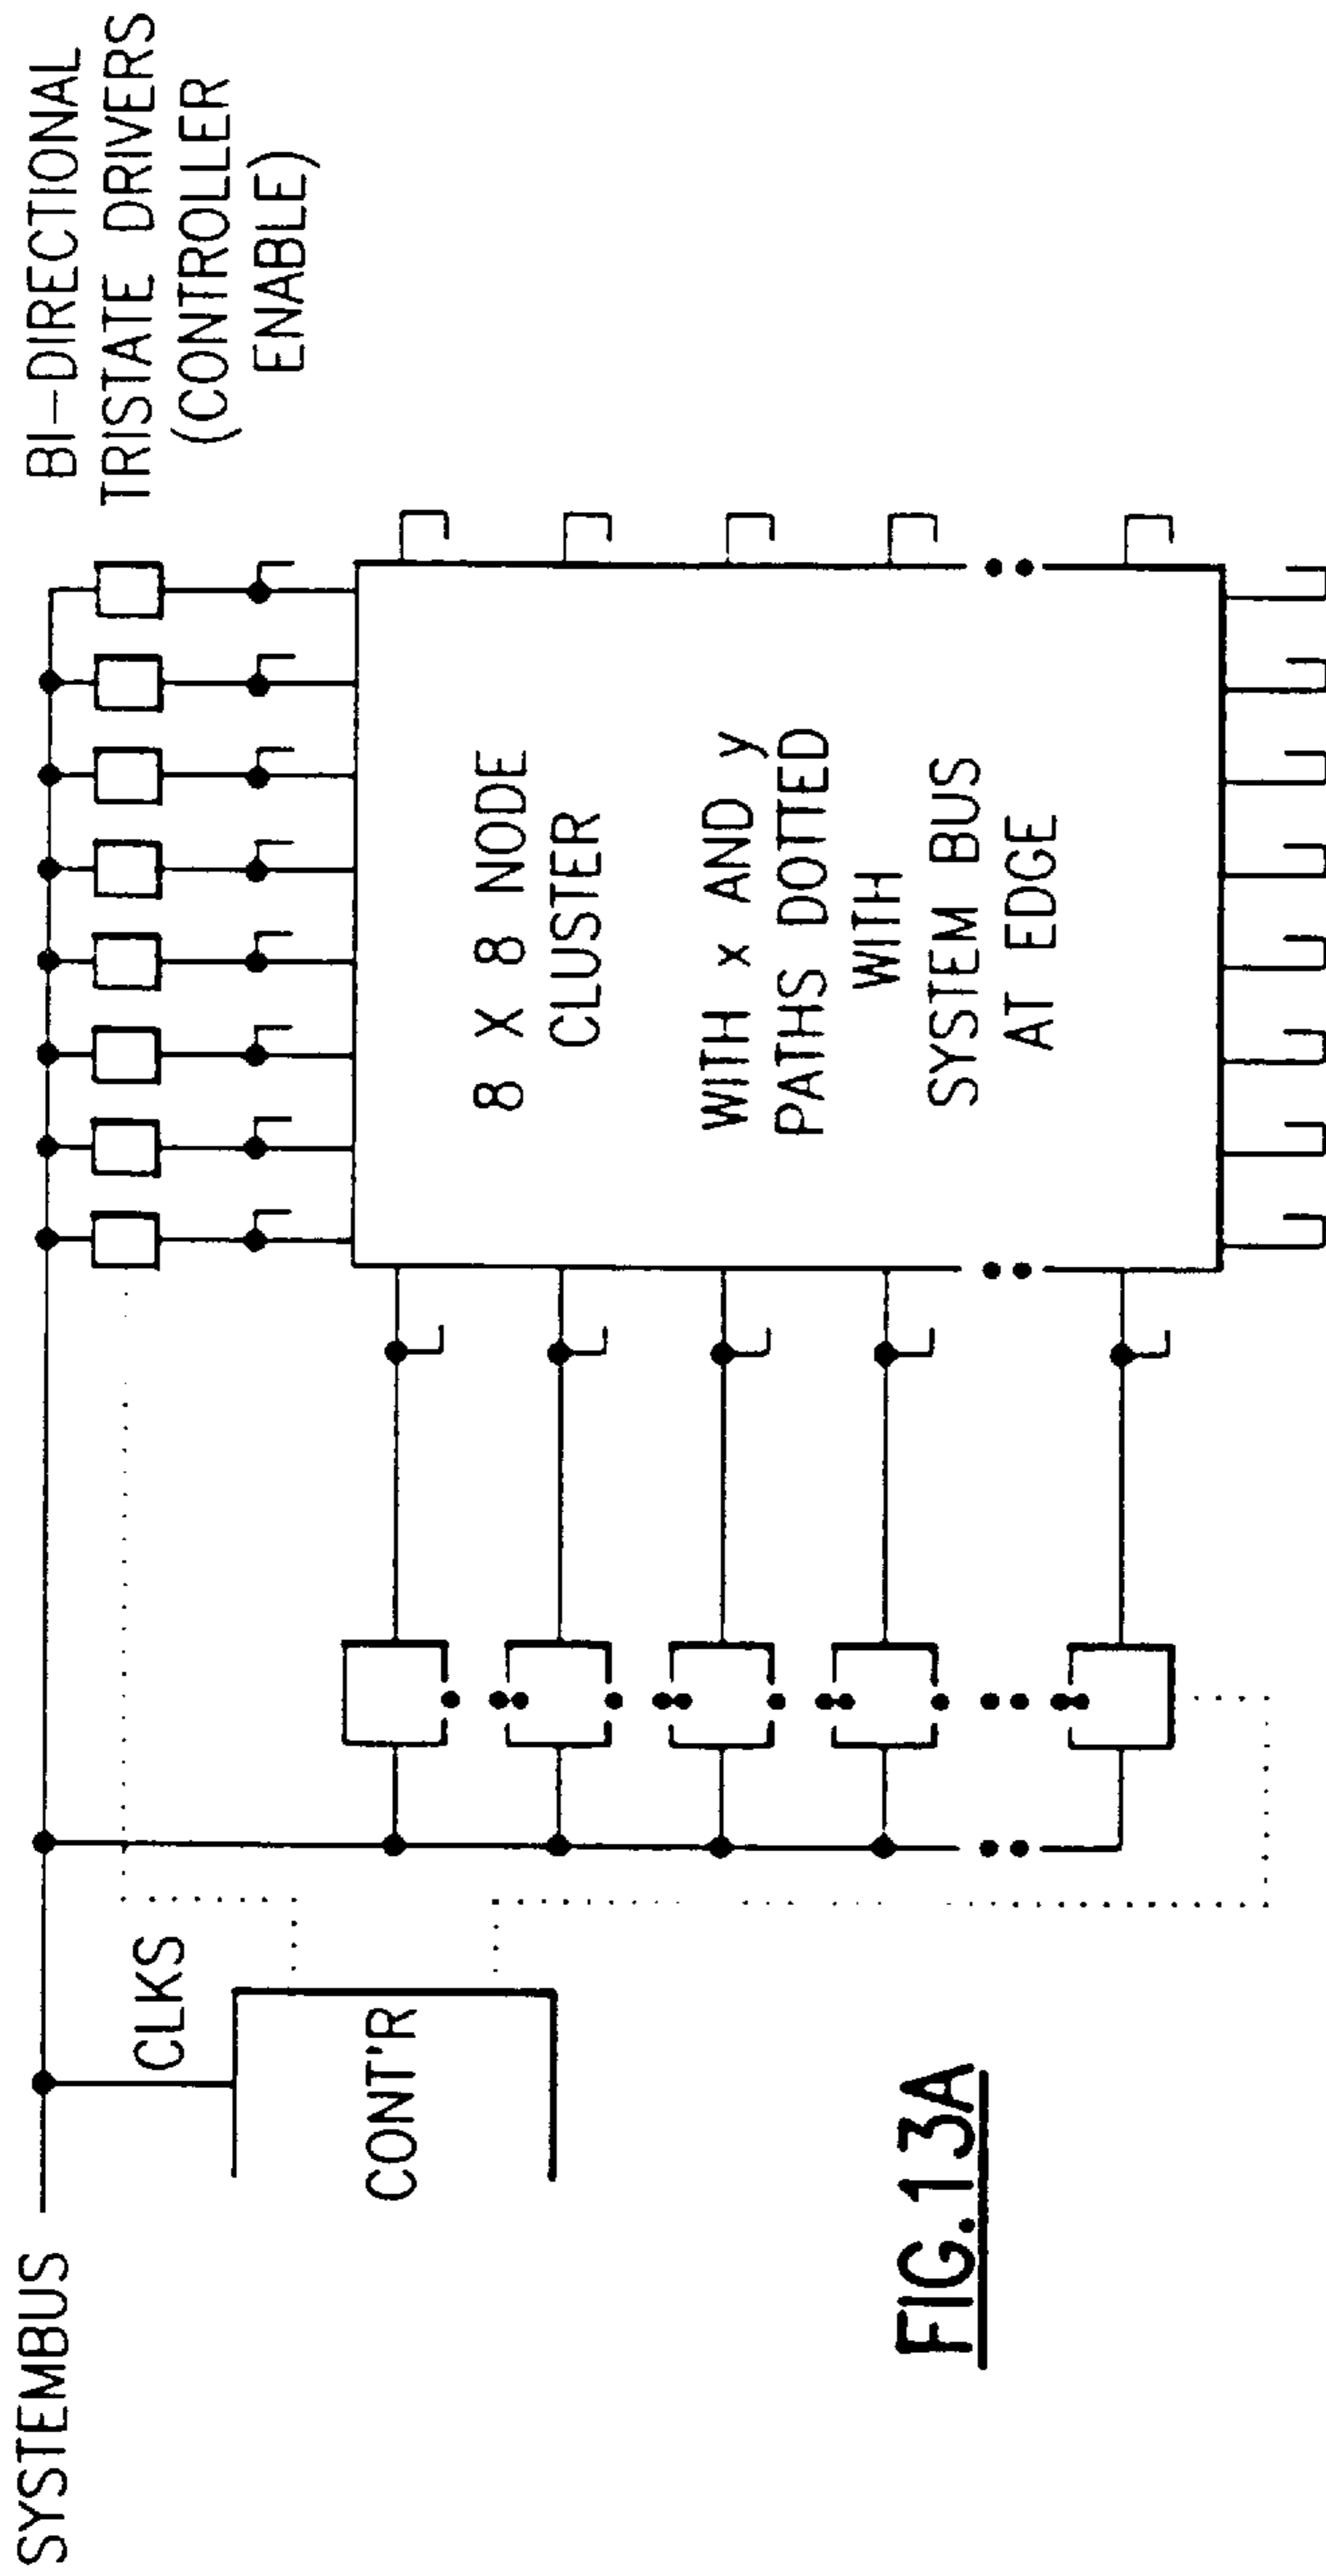 BI-DIRECTIONAL
TRISTATE DRIVERS
(CONTROLLER
ENABLE)
SYSTEMBUS
CLKS
CONT'R
8 X 8 NODE
CLUSTER
WITH x AND y
PATHS DOTTED
WITH
SYSTEM BUS
AT EDGE
FIG.13A